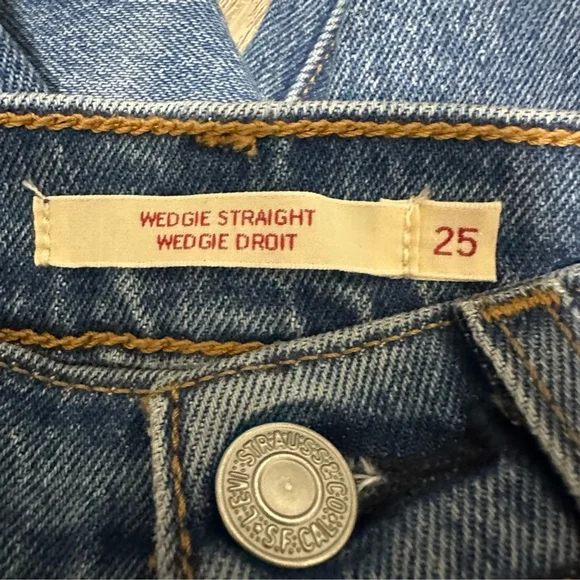 WEDGIE STRAIGHT
WEDGIE DROIT
25
LEVI STRAUSS & CO. S.F. CAL